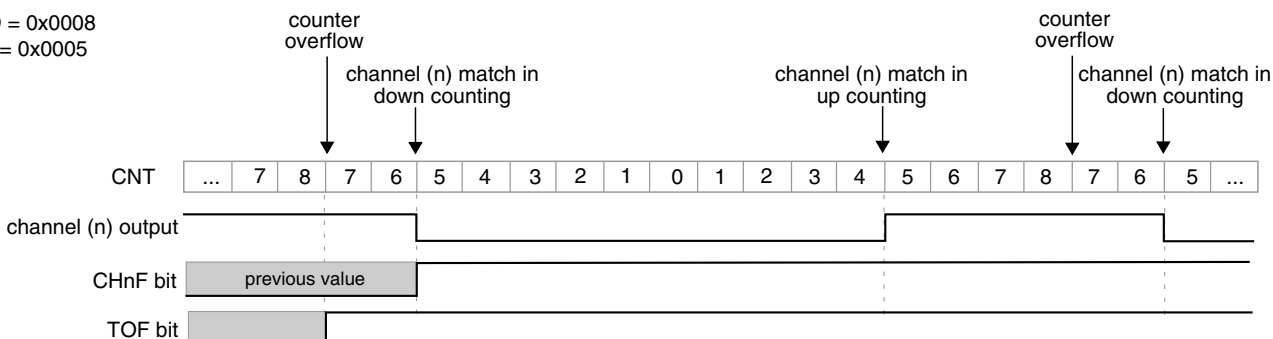 = 0x0008
= 0x0005
counter
overflow
counter
overflow
channel (n) match in
down counting
channel (n) match in
up counting
channel (n) match in
down counting
CNT ... 7 8 7 6 5 4 3 2 1 0 1 2 3 4 5 6 7 8 7 6 5 ...
channel (n) output
CHnF bit previous value
TOF bit